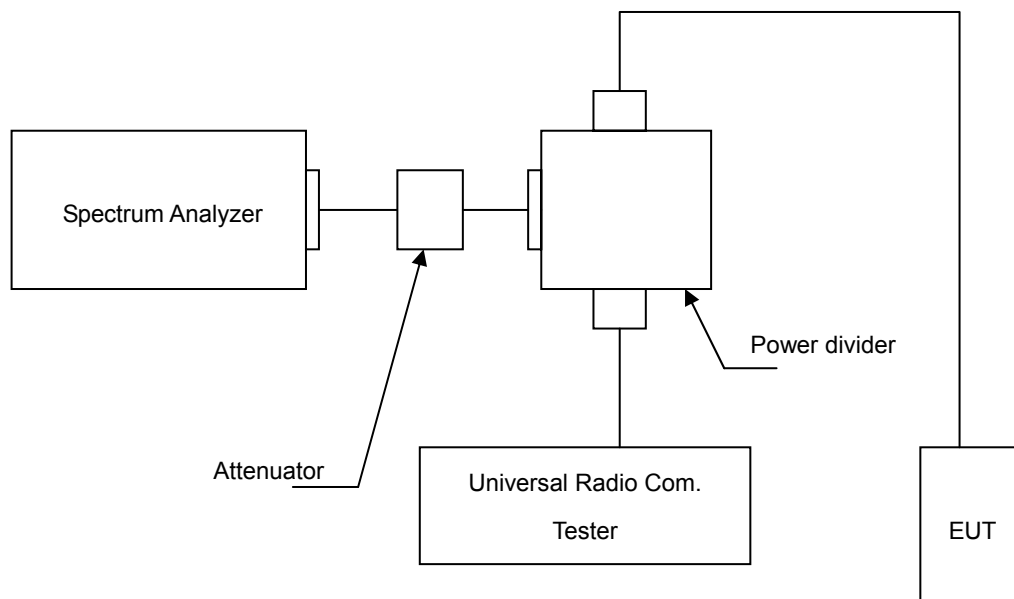 Spectrum Analyzer
Power divider
Attenuator
Universal Radio Com.
Tester
EUT